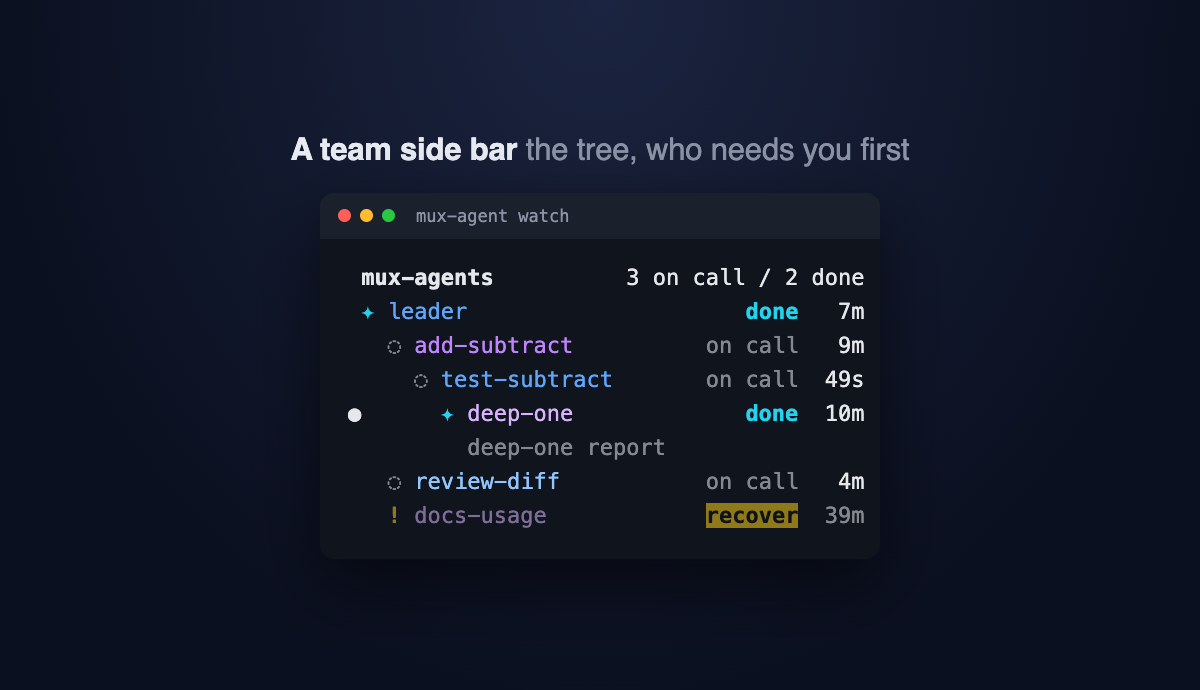 A team side bar the tree, who needs you first
mux-agent watch
mux-agents 3 on call / 2 done
✦ leader done 7m
◌ add-subtract on call 9m
◌ test-subtract on call 49s
● ✦ deep-one done 10m
deep-one report
◌ review-diff on call 4m
! docs-usage recover 39m